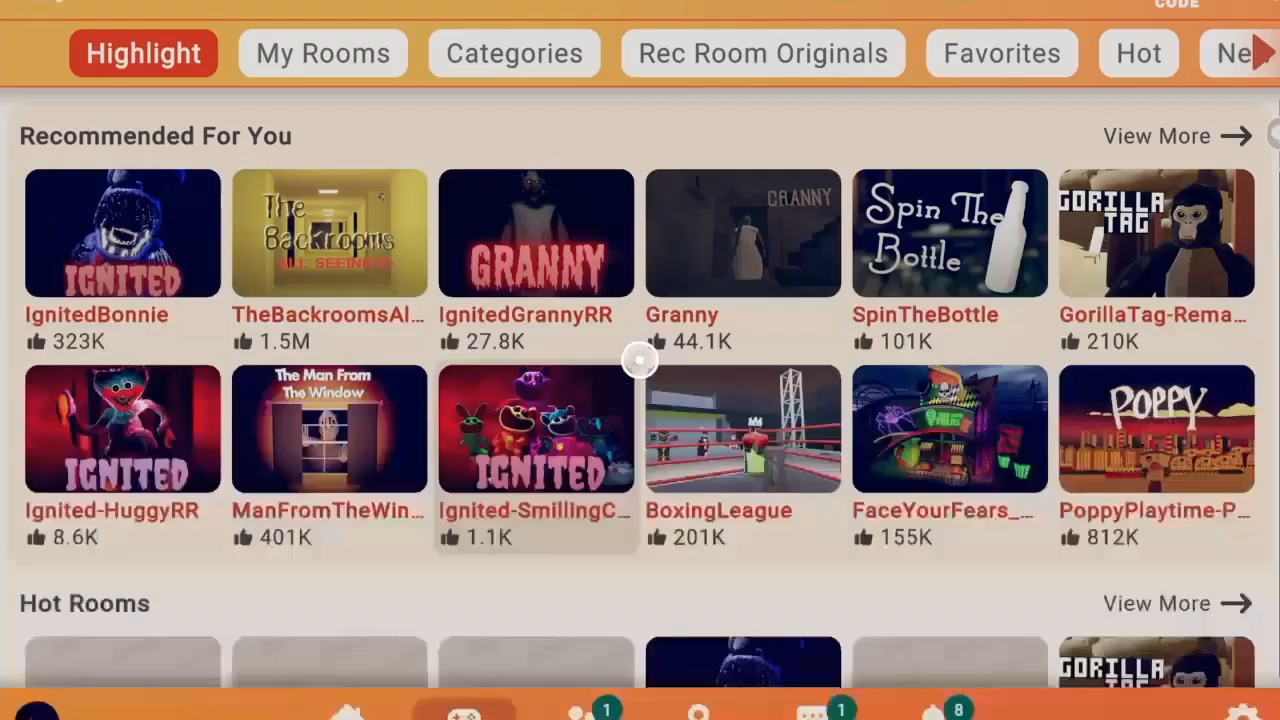 CODE
Highlight
My Rooms
Categories
Rec Room Originals
Favorites
Hot
Recommended For You
View More
IGNITED
The
Backrooms
ALL SEEING
GRANNY
GRANNY
Spin The
Bottle
GORILLA
TAG
IgnitedBonnie
TheBackroomsAl...
IgnitedGrannyRR
Granny
SpinTheBottle
GorillaTag-Rema...
323K
1.5M
27.8K
44.1K
101K
210K
IGNITED
The Man From
The Window
IGNITED
POPPY
Ignited-HuggyRR
ManFromTheWin...
Ignited-SmillingC...
BoxingLeague
FaceYourFears_...
PoppyPlaytime-P...
8.6K
401K
1.1K
201K
155K
812K
Hot Rooms
View More
GORILLA
1
1
8